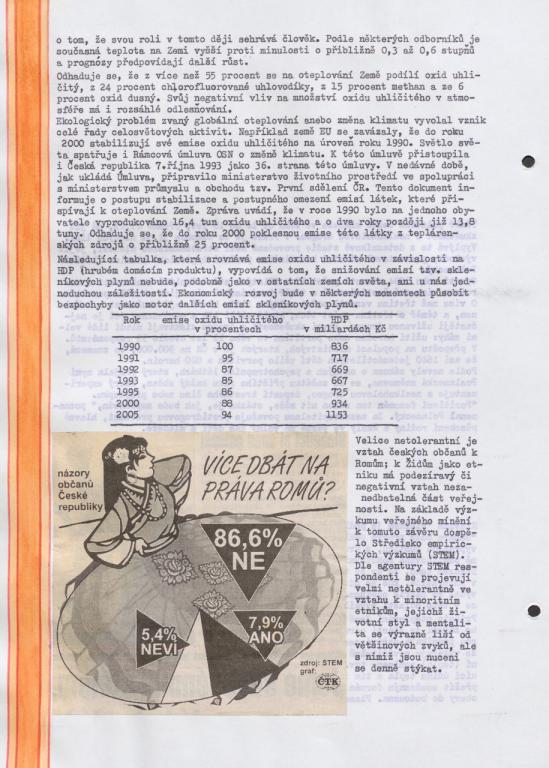 o tom, že svou roli v tomto ději sehrává člověk. Podle některých odborníků je
současná teplota na Zemi vyšší proti minulosti o přibližně 0,3 až 0,6 stupňů
a prognózy předpovídají další růst.
Odhaduje se, že z více než 55 procent se na oteplování Země podílí oxid uhli-
čitý, z 24 procent chlorofluorované uhlovodíky, z 15 procent methan a ze 6
procent oxid dusný. Svůj negativní vliv na množství oxidu uhličitého v atmo-
sféře má i rozsáhlé odlesňování.
Ekologický problém zvaný globální oteplování anebo změna klimatu vyvolal vznik
celé řady celosvětových aktivit. Například země EU se zavázaly, že do roku
2000 stabilizují své emise oxidu uhličitého na úroveň roku 1990. Světlo svě-
ta spatřuje i Rámcová úmluva OSN o změně klimatu. K této úmluvě přistoupila
i Česká republika 7.října 1993 jako 36. strana této úmluvy. V nedávné době,
jak ukládá Úmluva, připravilo ministerstvo životního prostředí ve spolupráci
s ministerstvem průmyslu a obchodu tzv. První sdělení ČR. Tento dokument in-
formuje o postupu stabilizace a postupného omezení emisí látek, které při-
spívají k oteplování Země. Zpráva uvádí, že v roce 1990 bylo na jednoho oby-
vatele vyprodukováno 16,4 tun oxidu uhličitého a o dva roky později již 13,8
tuny. Odhaduje se, že do roku 2000 poklesnou emise této látky z tepláren-
ských zdrojů o přibližně 25 procent.
Následující tabulka, která srovnává emise oxidu uhličitého v závislosti na
HDP (hrubém domácím produktu), vypovídá o tom, že snižování emisí tzv. skle-
níkových plynů nebude, podobně jako v ostatních zemích světa, ani u nás jed-
noduchou záležitostí. Ekonomický rozvoj bude v některých momentech působit
bezpochyby jako motor dalších emisí skleníkových plynů.
Rok emise oxidu uhličitého HDP
v procentech v miliardách Kč
1990 100 836
1991 95 717
1992 87 669
1993 85 667
1995 86 725
2000 88 934
2005 94 1153
názory
občanů
České
republiky
VÍCE DBÁT NA
PRÁVA ROMŮ?
86,6%
NE
7,9%
ANO
5,4%
NEVÍ
zdroj: STEM
graf:
ČTK
Velice netolerantní je
vztah českých občanů k
Romům; k Židům jako et-
niku má podezíravý či
negativní vztah neza-
nedbatelná část veřej-
nosti. Na základě výz-
kumu veřejného mínění
k tomuto závěru dospě-
lo Středisko empiric-
kých výzkumů (STEM).
Dle agentury STEM res-
pondenti se projevují
velmi netolerantně ve
vztahu k minoritním
etnikům, jejichž ži-
votní styl a mentali-
ta se výrazně liší od
většinových zvyků, ale
s nimiž jsou nuceni
se denně stýkat.